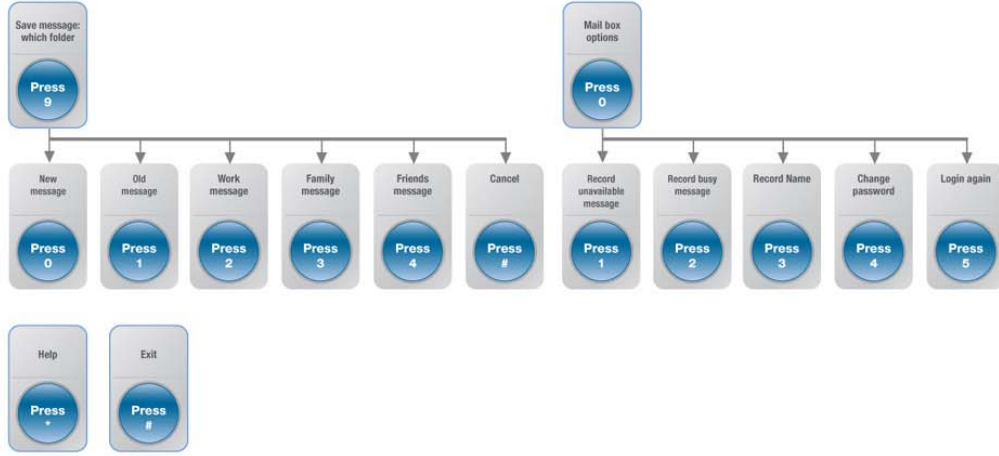 Save message:
which folder
Press
9
Mail box
options
Press
0
New
message
Press
0
Old
message
Press
1
Work
message
Press
2
Family
message
Press
3
Friends
message
Press
4
Cancel
Press
#
Record
unavailable
message
Press
1
Record busy
message
Press
2
Record Name
Press
3
Change
password
Press
4
Login again
Press
5
Help
Press
*
Exit
Press
#